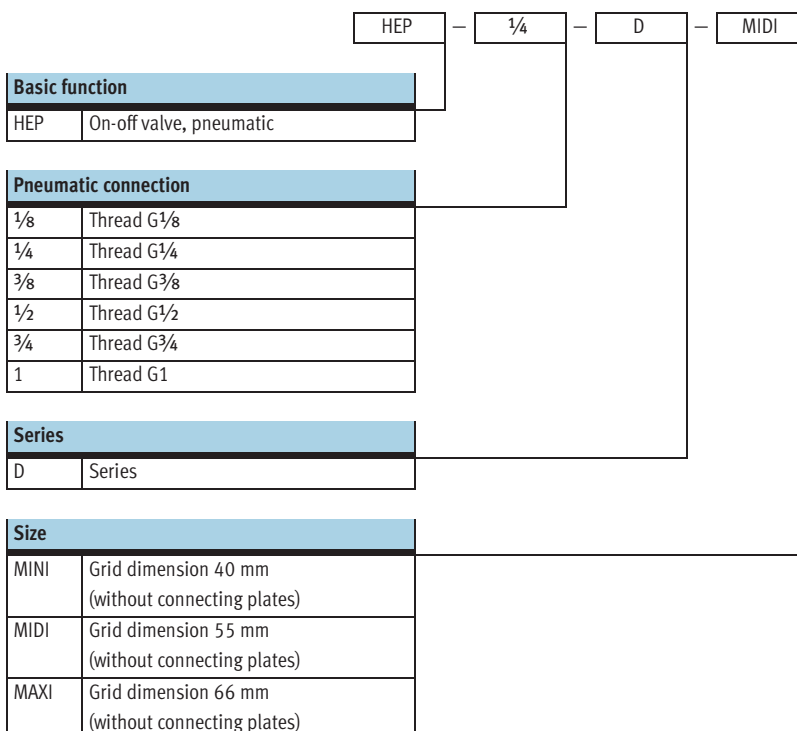 HEP – ¼ – D – MIDI
Basic function
HEP On-off valve, pneumatic
Pneumatic connection
⅛ Thread G⅛
¼ Thread G¼
⅜ Thread G⅜
½ Thread G½
¾ Thread G¾
1 Thread G1
Series
D Series
Size
MINI Grid dimension 40 mm
(without connecting plates)
MIDI Grid dimension 55 mm
(without connecting plates)
MAXI Grid dimension 66 mm
(without connecting plates)